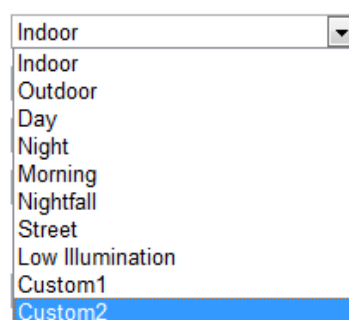 Indoor
Indoor
Outdoor
Day
Night
Morning
Nightfall
Street
Low Illumination
Custom1
Custom2